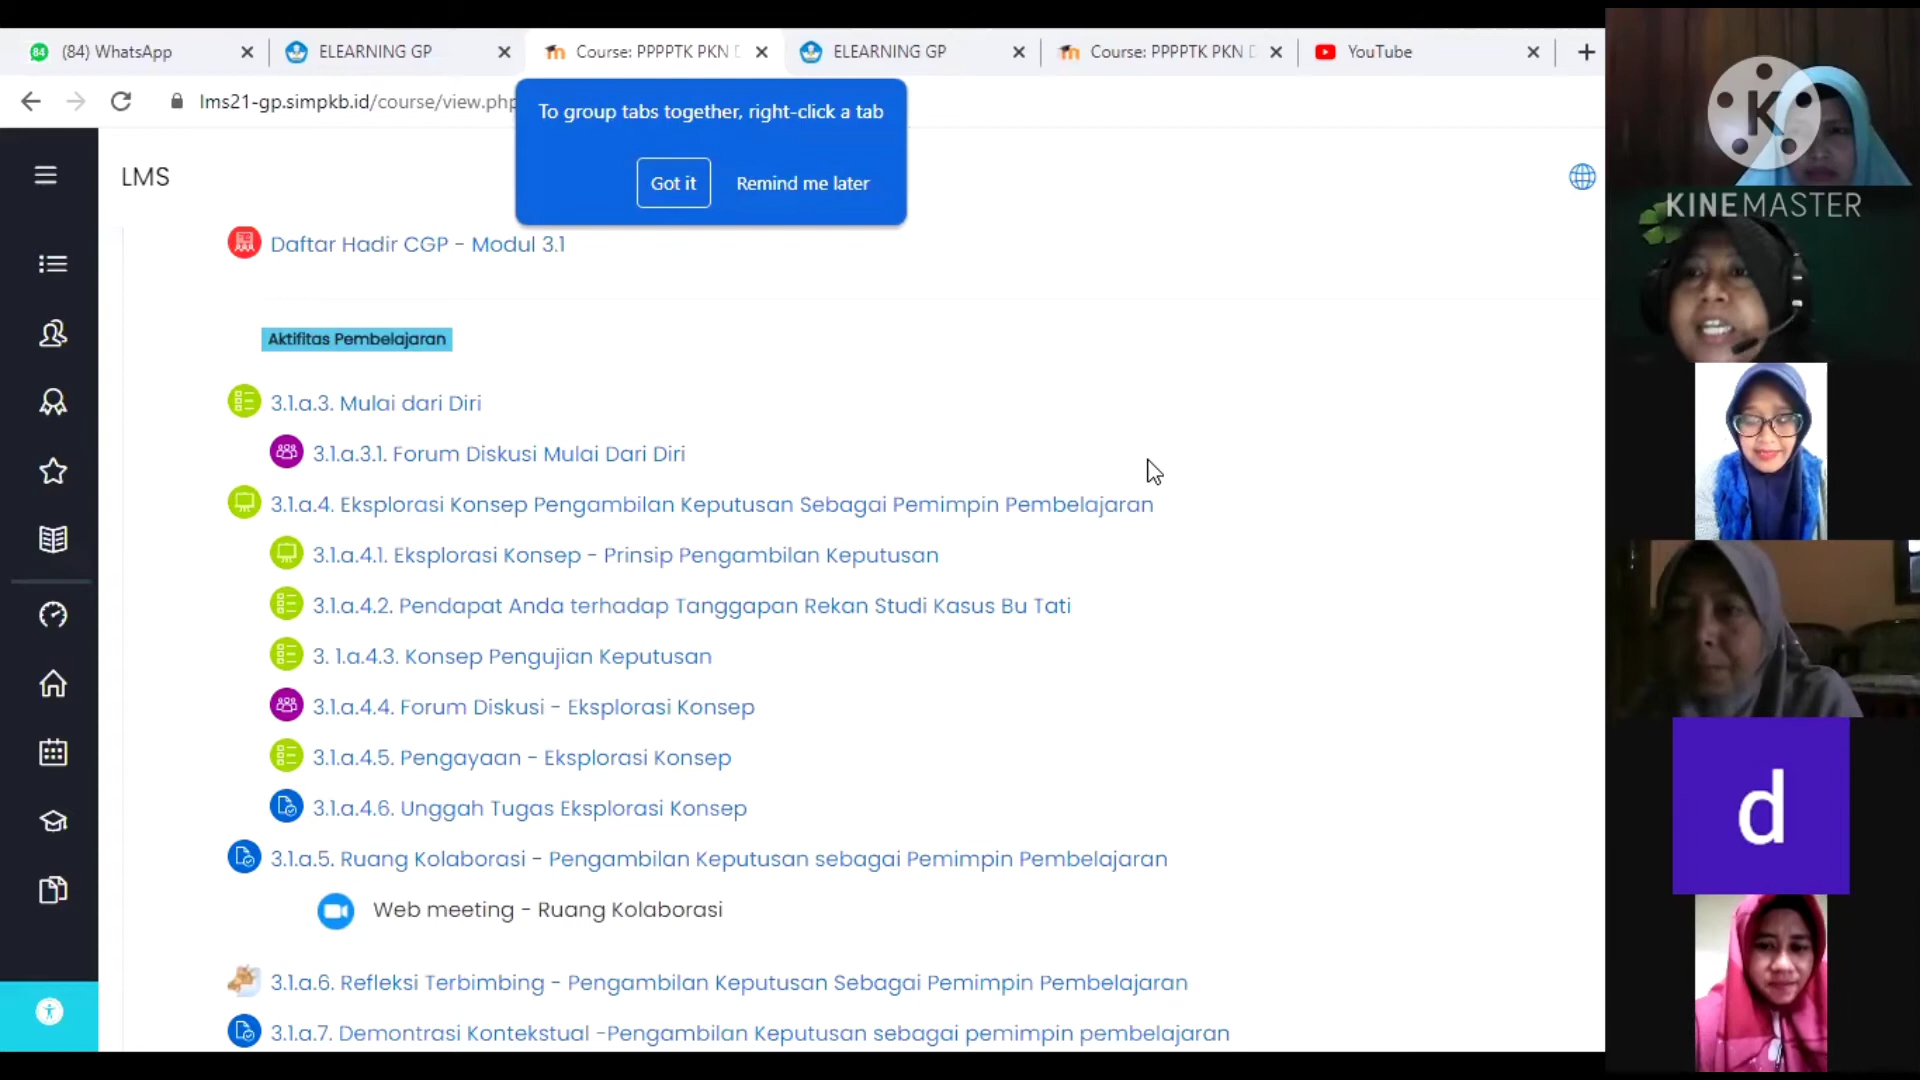 84 (84) WhatsApp
ELEARNING GP
Course: PPPPTK PKN D
ELEARNING GP
Course: PPPPTK PKN D
YouTube
lms21-gp.simpkb.id/course/view.php
To group tabs together, right-click a tab
Got it
Remind me later
LMS
K
KINEMASTER
Daftar Hadir CGP - Modul 3.1
Aktifitas Pembelajaran
3.1.a.3. Mulai dari Diri
3.1.a.3.1. Forum Diskusi Mulai Dari Diri
3.1.a.4. Eksplorasi Konsep Pengambilan Keputusan Sebagai Pemimpin Pembelajaran
3.1.a.4.1. Eksplorasi Konsep - Prinsip Pengambilan Keputusan
3.1.a.4.2. Pendapat Anda terhadap Tanggapan Rekan Studi Kasus Bu Tati
3. 1.a.4.3. Konsep Pengujian Keputusan
3.1.a.4.4. Forum Diskusi - Eksplorasi Konsep
3.1.a.4.5. Pengayaan - Eksplorasi Konsep
3.1.a.4.6. Unggah Tugas Eksplorasi Konsep
3.1.a.5. Ruang Kolaborasi - Pengambilan Keputusan sebagai Pemimpin Pembelajaran
Web meeting - Ruang Kolaborasi
3.1.a.6. Refleksi Terbimbing - Pengambilan Keputusan Sebagai Pemimpin Pembelajaran
3.1.a.7. Demontrasi Kontekstual -Pengambilan Keputusan sebagai pemimpin pembelajaran
d